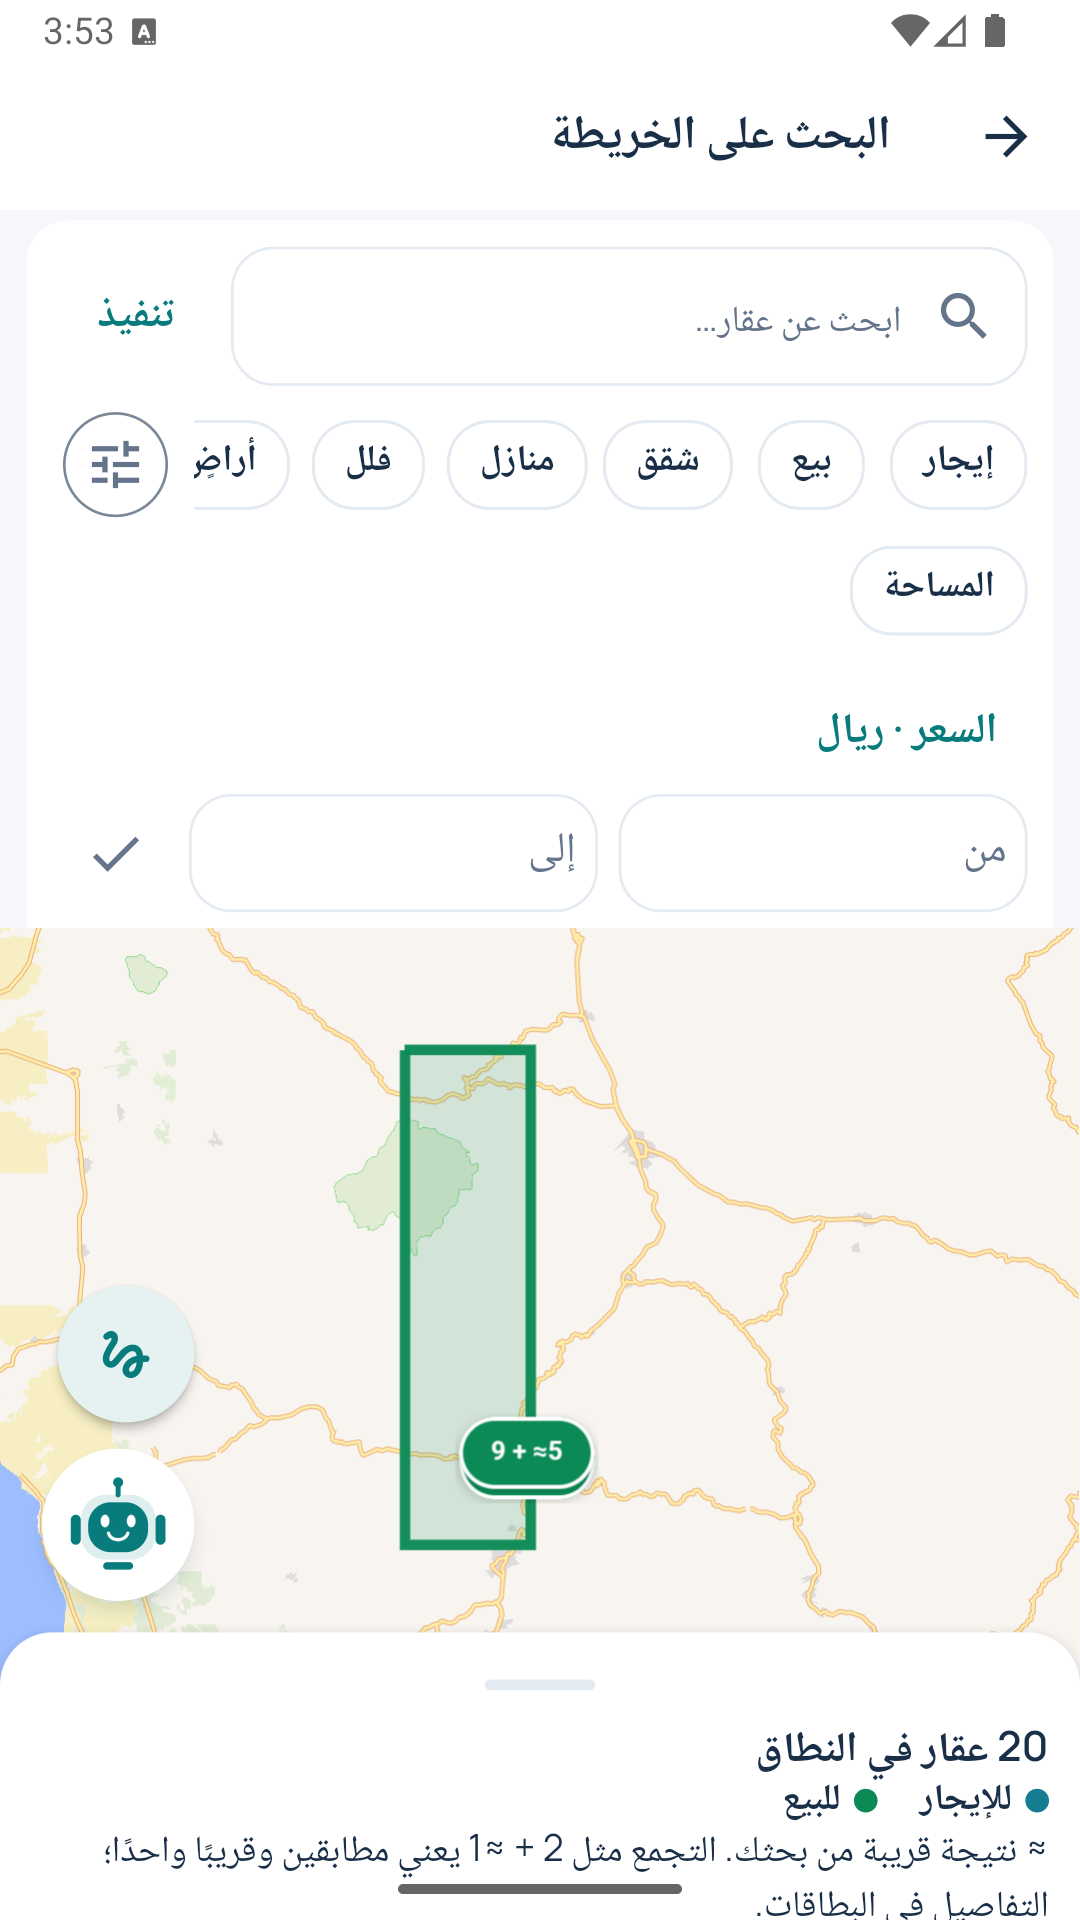 3:53
البحث على الخريطة
ابحث عن عقار...
تنفيذ
إيجار
بيع
شقق
منازل
فلل
أراضٍ
المساحة
السعر · ريال
من
إلى
9 + ≈5
20 عقار في النطاق
للإيجار
للبيع
≈ نتيجة قريبة من بحثك. التجمع مثل 2 + ≈1 يعني مطابقين وقريبًا واحدًا؛
التفاصيل في البطاقات.